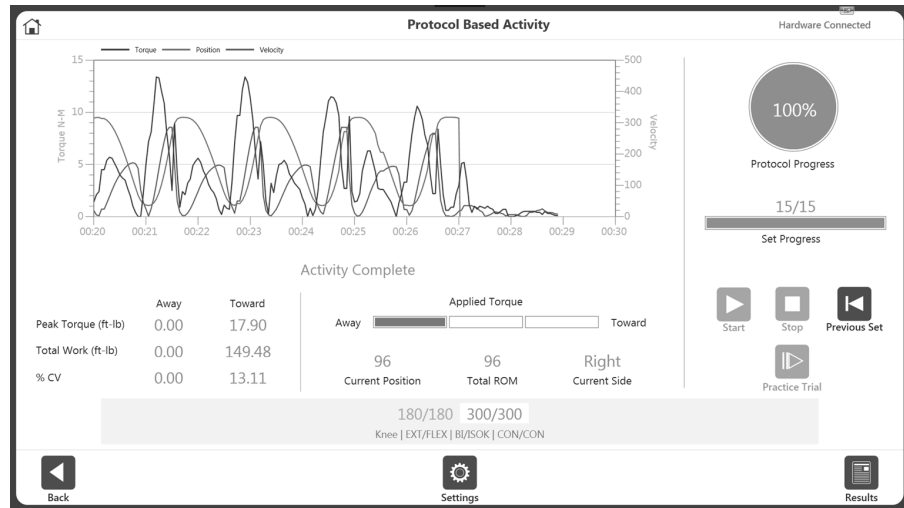 Protocol Based Activity
Hardware Connected
Torque Position Velocity
15
10
5
0
Torque N-M
500
400
300
200
100
0
Velocity
00:20 00:21 00:22 00:23 00:24 00:25 00:26 00:27 00:28 00:29 00:30
100%
Protocol Progress
15/15
Set Progress
Activity Complete
Away Toward
Peak Torque (ft-lb) 0.00 17.90
Total Work (ft-lb) 0.00 149.48
% CV 0.00 13.11
Applied Torque
Away Toward
96 96 Right
Current Position Total ROM Current Side
Start Stop Previous Set
Practice Trial
180/180 300/300
Knee | EXT/FLEX | BI/ISOK | CON/CON
Back Settings Results